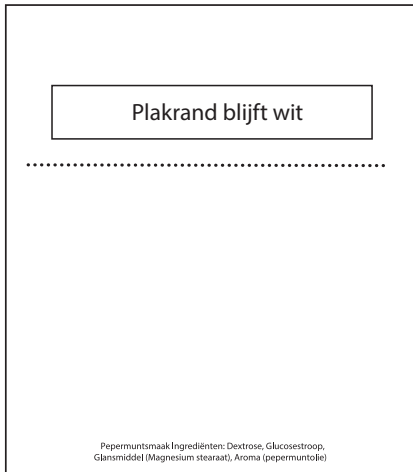 Plakrand blijft wit
Pepermuntsmaak Ingrediënten: Dextrose, Glucosestroop,
Glansmiddel (Magnesium stearaat), Aroma (pepermuntolie)